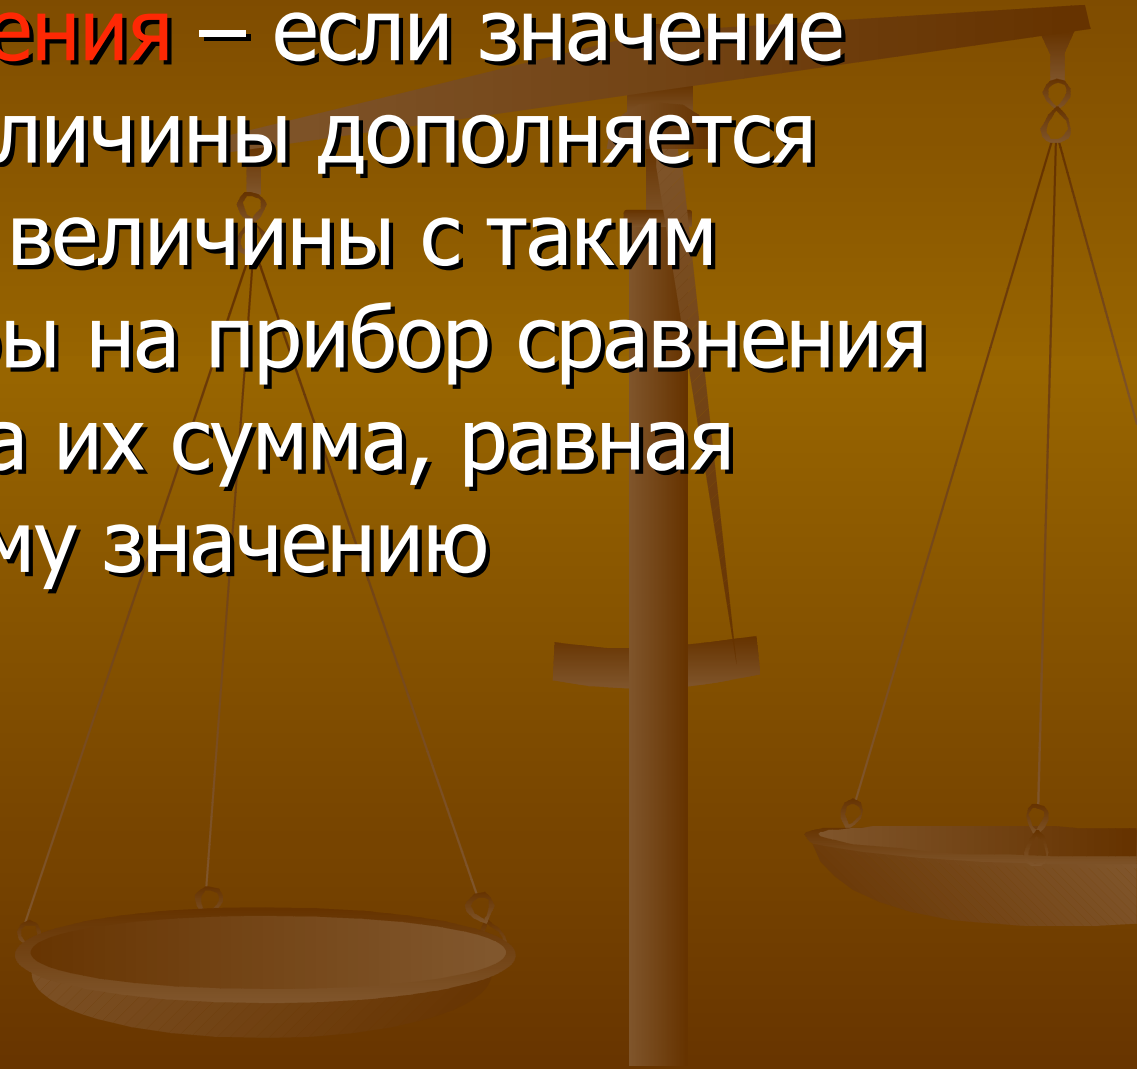 ения – если значение
личины дополняется
величины с таким
ы на прибор сравнения
а их сумма, равная
му значению